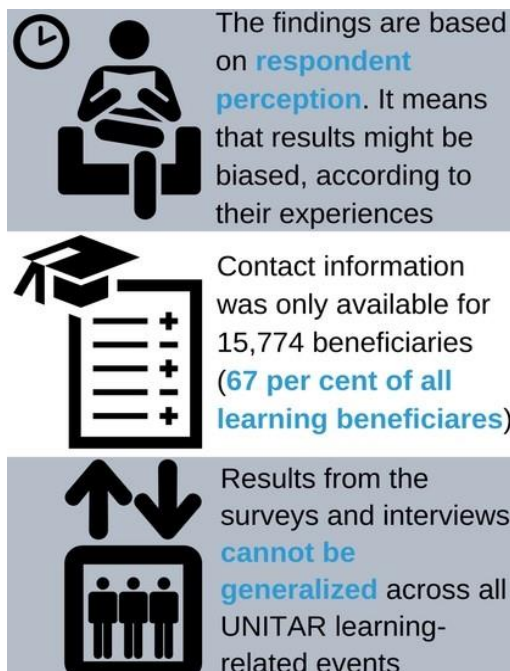 The findings are based
on respondent
perception. It means
that results might be
biased, according to
their experiences
Contact information
was only available for
15,774 beneficiaries
(67 per cent of all
learning beneficiares)
Results from the
surveys and interviews
cannot be
generalized across all
UNITAR learning-
related events